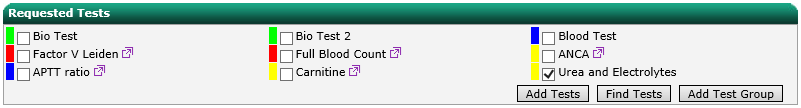 Requested Tests
Bio Test Bio Test 2 Blood Test
Factor V Leiden Full Blood Count ANCA
APTT ratio Carnitine Urea and Electrolytes
Add Tests Find Tests Add Test Group